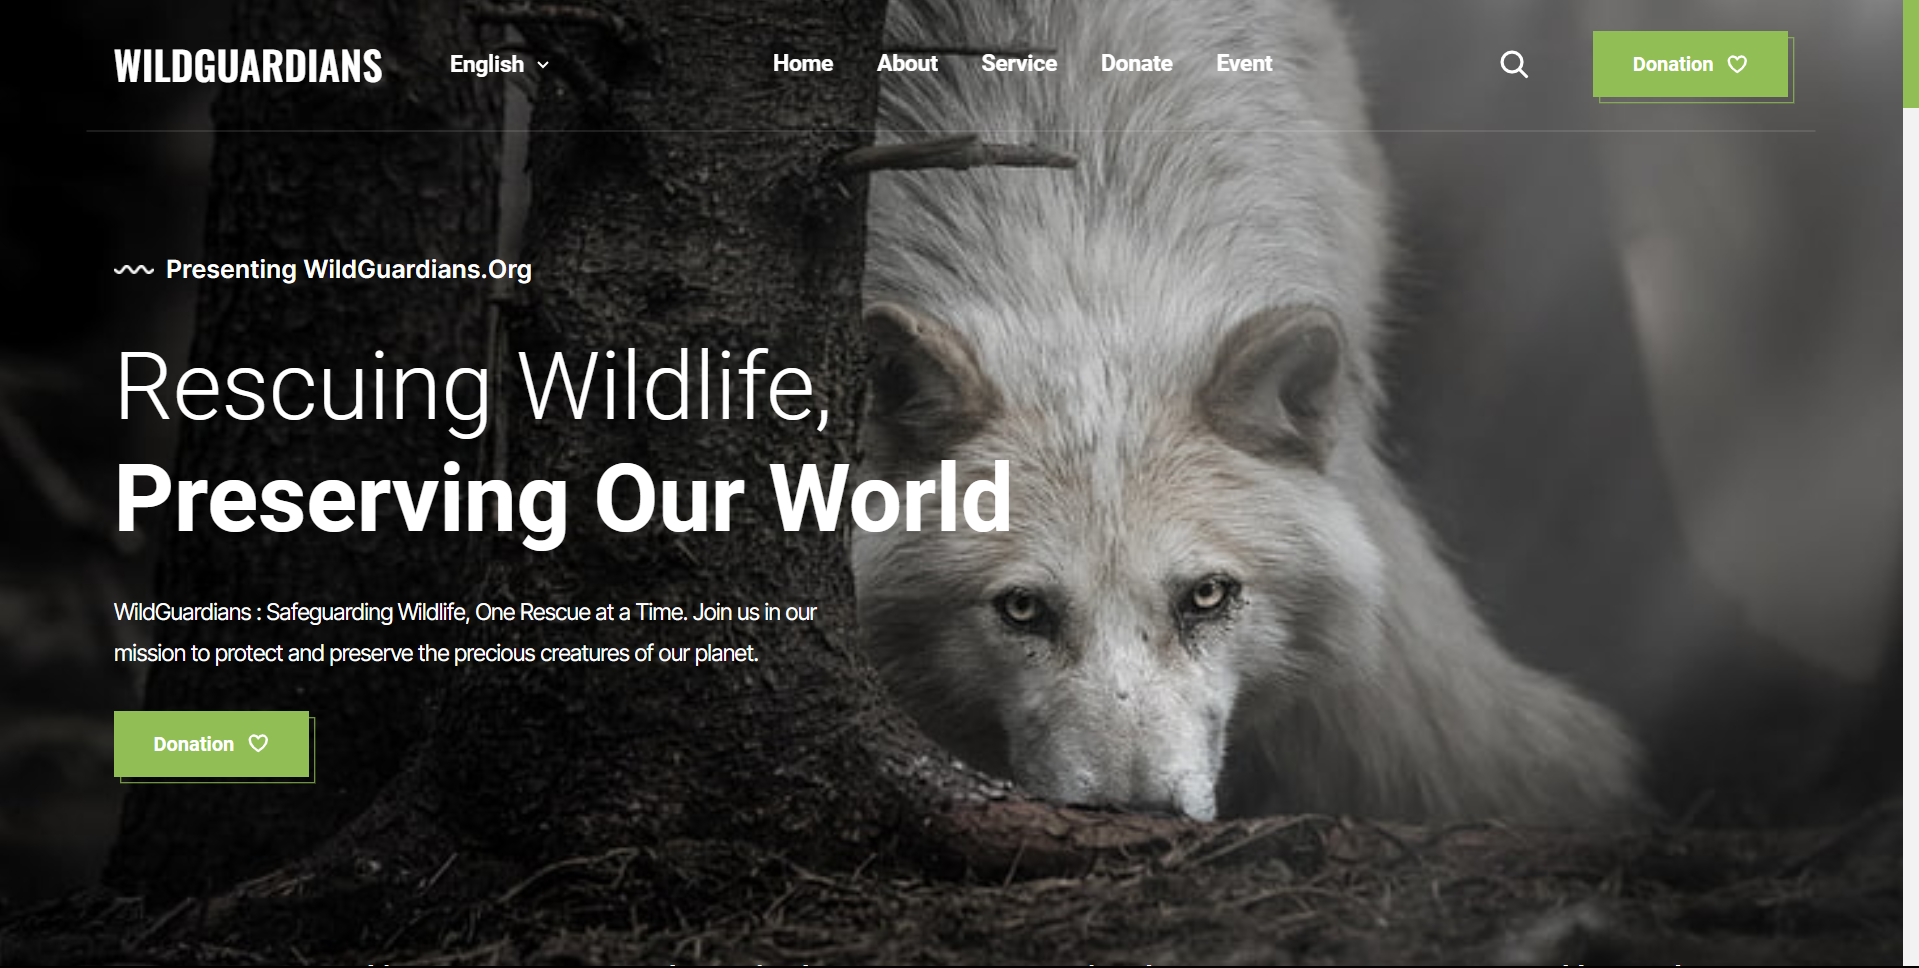 WILDGUARDIANS
English
Home About Service Donate Event
Donation
Presenting WildGuardians.Org
Rescuing Wildlife,
Preserving Our World
WildGuardians : Safeguarding Wildlife, One Rescue at a Time. Join us in our
mission to protect and preserve the precious creatures of our planet.
Donation